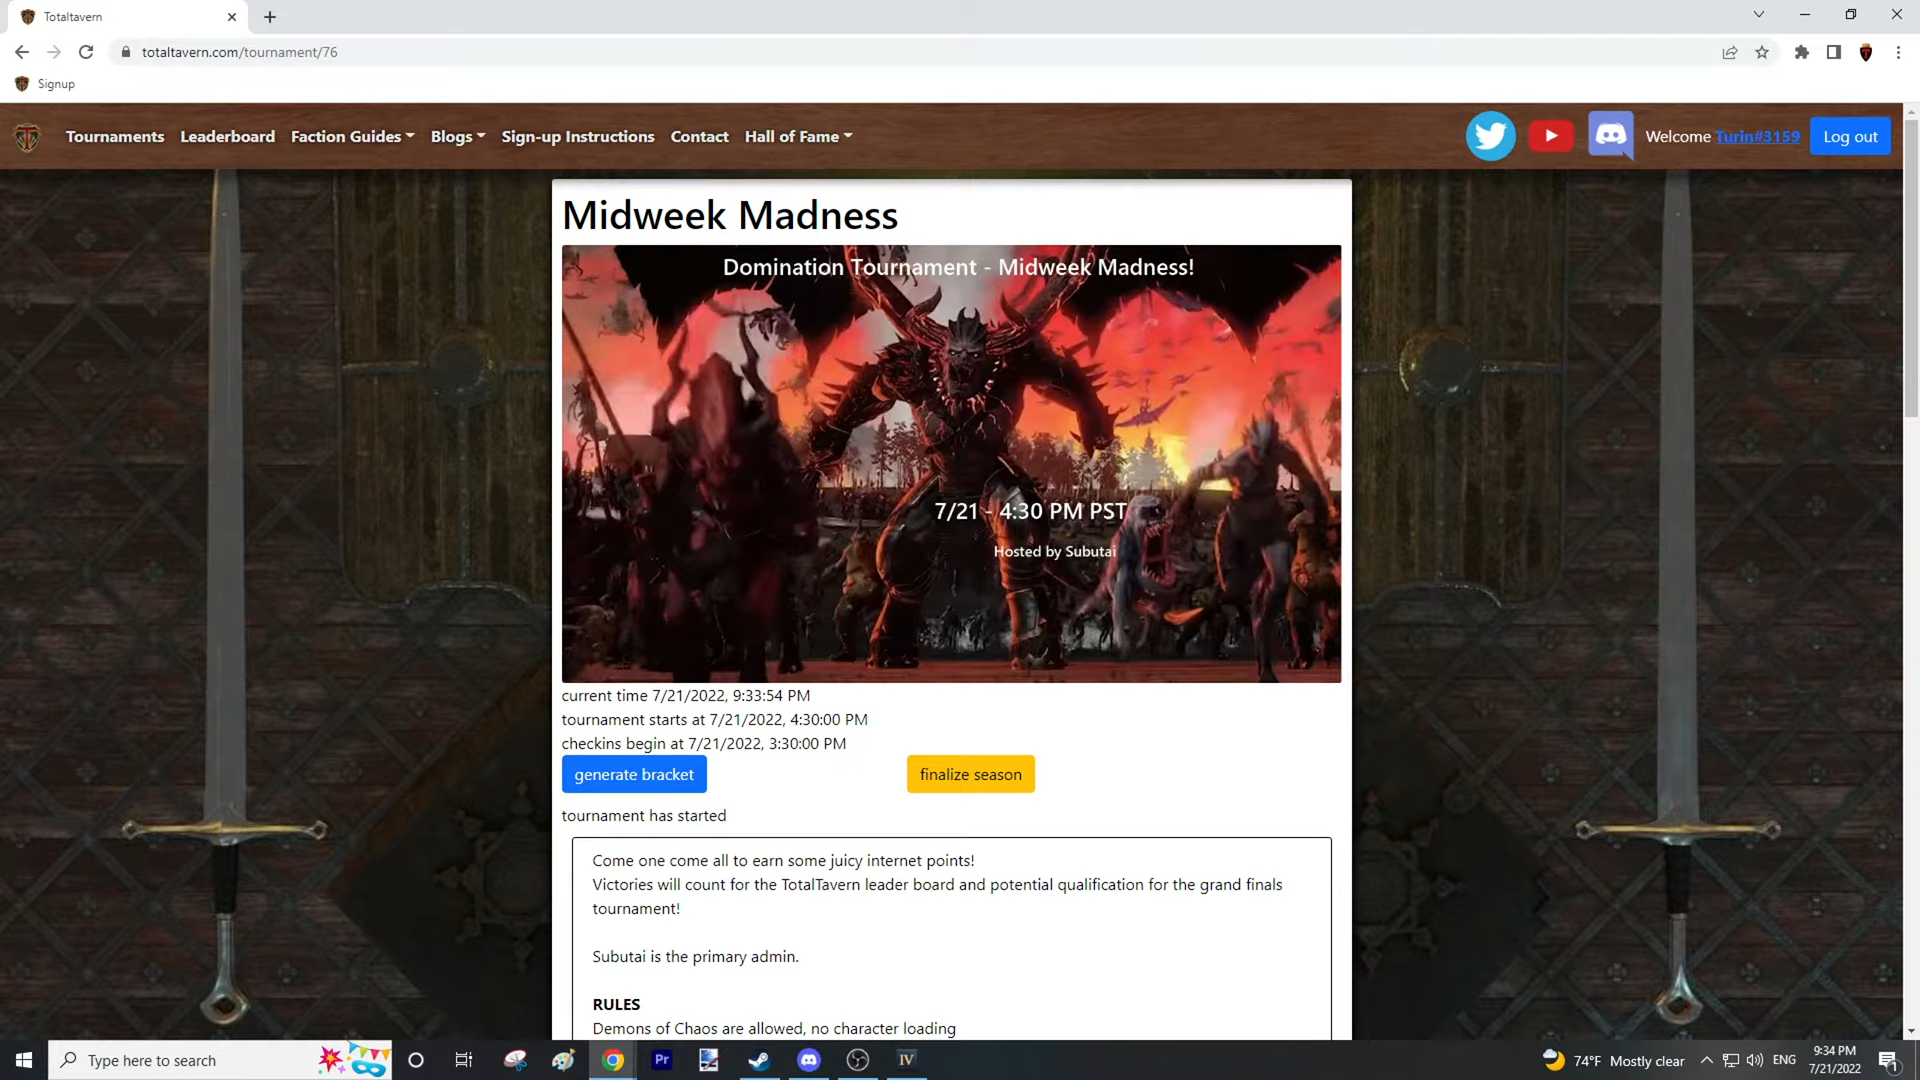 Totaltavern
totaltavern.com/tournament/76
Signup
Tournaments Leaderboard Faction Guides Blogs Sign-up Instructions Contact Hall of Fame Welcome Turin#3159 Log out
Midweek Madness
Domination Tournament - Midweek Madness!
7/21 - 4:30 PM PST
Hosted by Subutai
current time 7/21/2022, 9:33:54 PM
tournament starts at 7/21/2022, 4:30:00 PM
checkins begin at 7/21/2022, 3:30:00 PM
generate bracket finalize season
tournament has started
Come one come all to earn some juicy internet points!
Victories will count for the TotalTavern leader board and potential qualification for the grand finals
tournament!
Subutai is the primary admin.
RULES
Demons of Chaos are allowed, no character loading
Type here to search Pr IV 74°F Mostly clear ENG 9:34 PM
7/21/2022 1